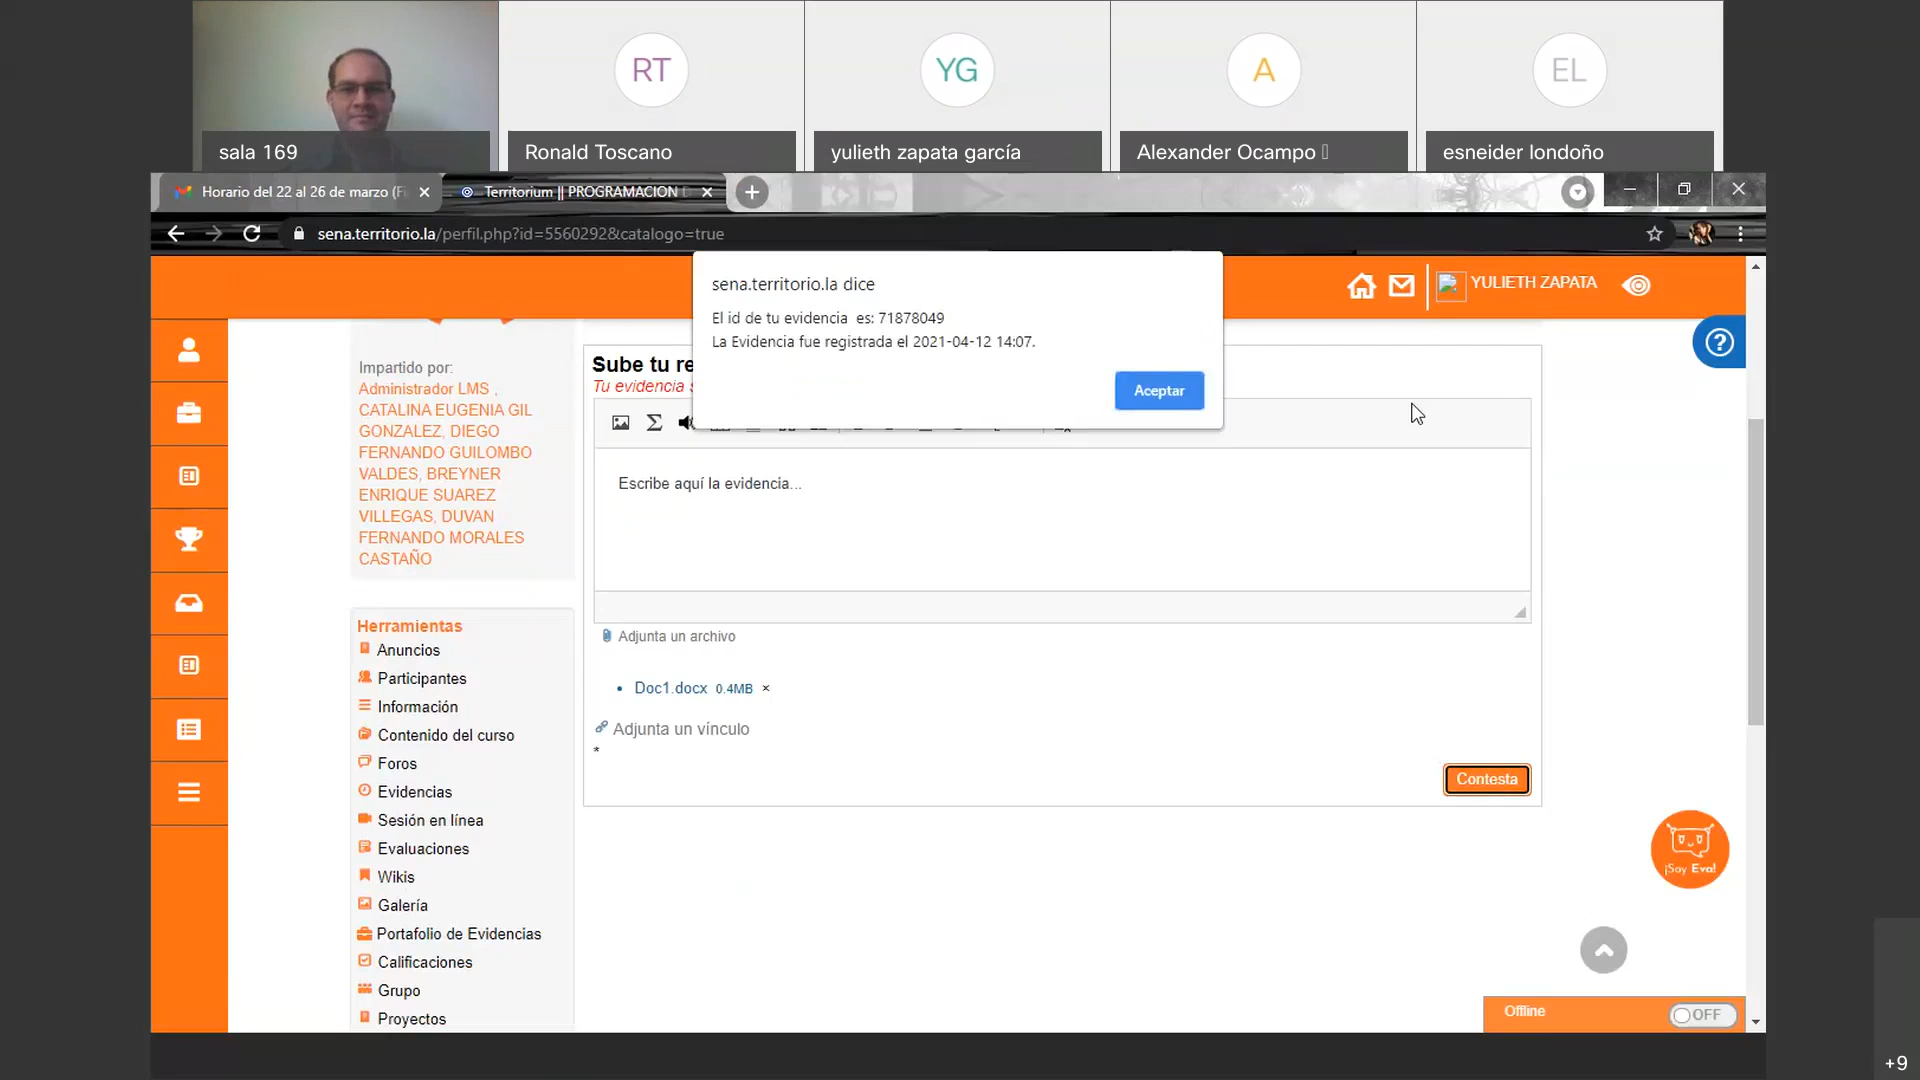 RT
YG
A
EL
sala 169
Ronald Toscano
yulieth zapata garcía
Alexander Ocampo
esneider londoño
Horario del 22 al 26 de marzo (Fi
Territorium || PROGRAMACION D
sena.territorio.la/perfil.php?id=5560292&catalogo=true
sena.territorio.la dice
El id de tu evidencia es: 71878049
La Evidencia fue registrada el 2021-04-12 14:07.
Aceptar
YULIETH ZAPATA
Impartido por:
Administrador LMS ,
CATALINA EUGENIA GIL
GONZALEZ, DIEGO
FERNANDO GUILOMBO
VALDES, BREYNER
ENRIQUE SUAREZ
VILLEGAS, DUVAN
FERNANDO MORALES
CASTAÑO
Herramientas
Anuncios
Participantes
Información
Contenido del curso
Foros
Evidencias
Sesión en línea
Evaluaciones
Wikis
Galería
Portafolio de Evidencias
Calificaciones
Grupo
Proyectos
Sube tu re
Tu evidencia s
Escribe aquí la evidencia...
Adjunta un archivo
• Doc1.docx 0.4MB ×
Adjunta un vínculo
*
Contesta
¡Soy Eva!
Offline
OFF
+9